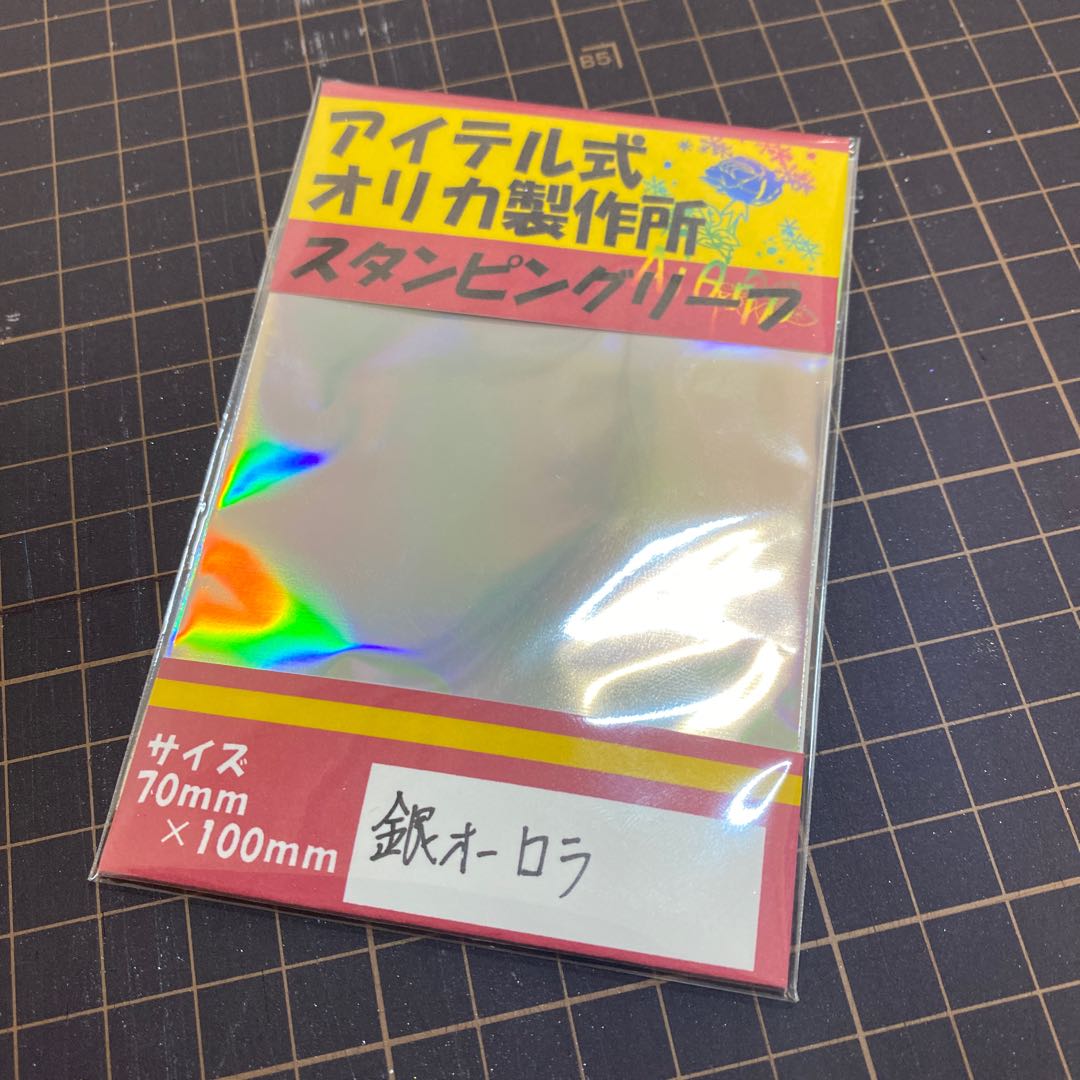 B5
アイテル式
オリカ製作所
スタンピングリーフ
サイズ
70mm
×100mm
銀オーロラ